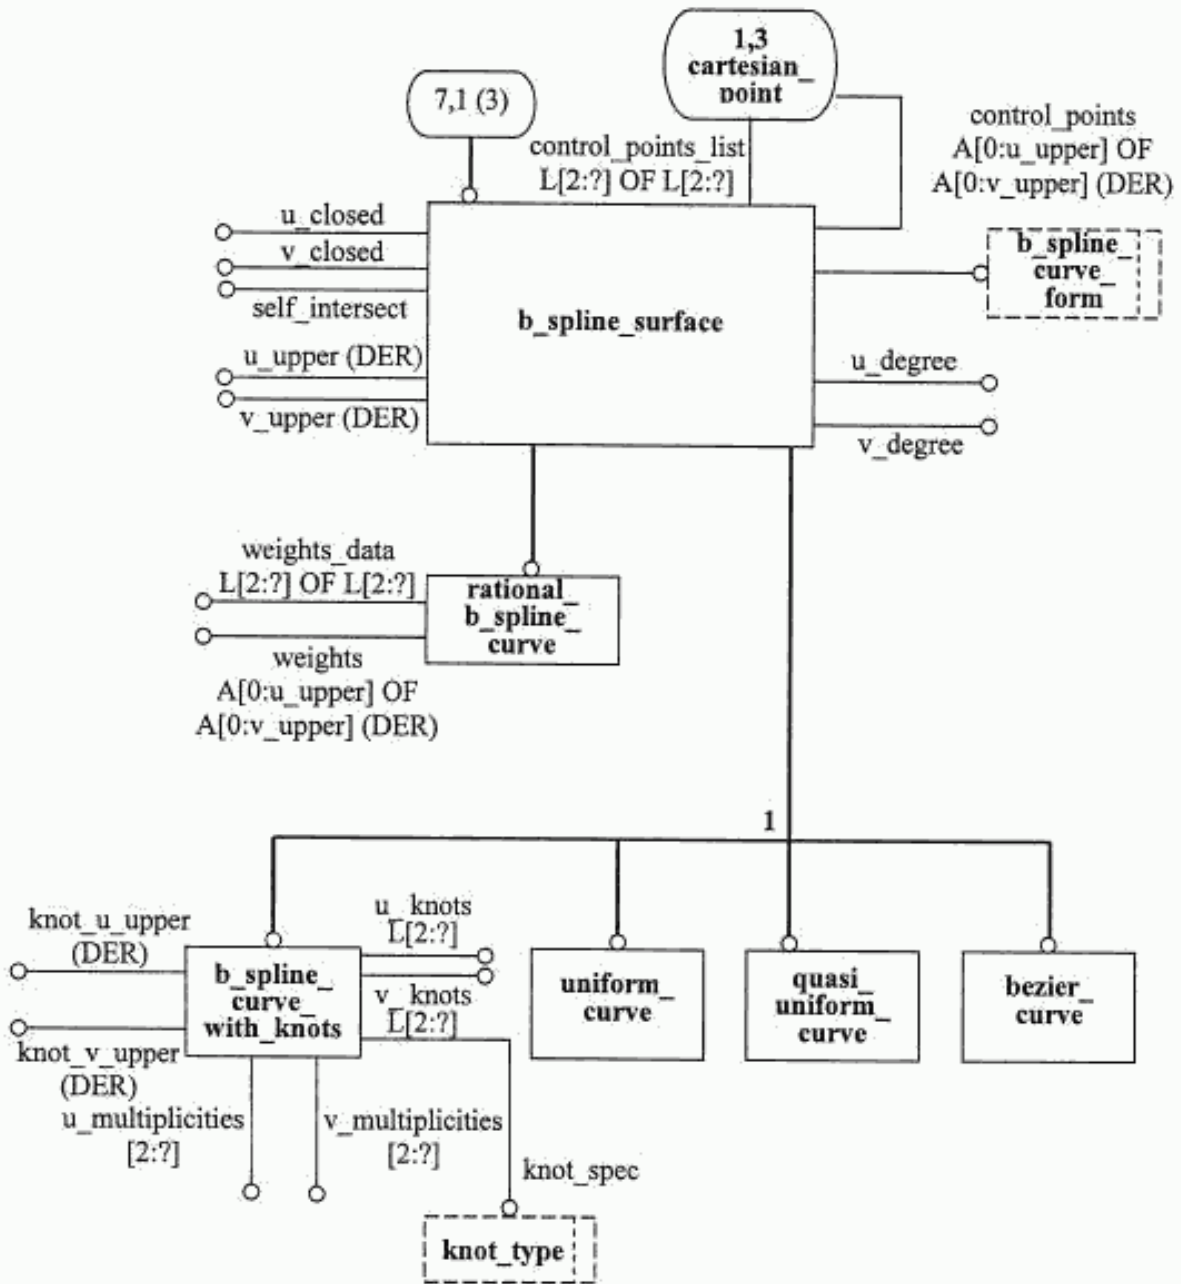 1,3
cartesian_
point
7,1 (3)
control_points_list
L[2:?] OF L[2:?]
control_points
A[0:u_upper] OF
A[0:v_upper] (DER)
u_closed
v_closed
self_intersect
u_upper (DER)
v_upper (DER)
b_spline_surface
b_spline_
curve_
form
u_degree
v_degree
weights_data
L[2:?] OF L[2:?]
weights
A[0:u_upper] OF
A[0:v_upper] (DER)
rational_
b_spline_
curve
1
knot_u_upper
(DER)
knot_v_upper
(DER)
b_spline_
curve_
with_knots
u_knots
L[2:?]
v_knots
L[2:?]
uniform_
curve
quasi_
uniform_
curve
bezier_
curve
u_multiplicities
[2:?]
v_multiplicities
[2:?]
knot_spec
knot_type